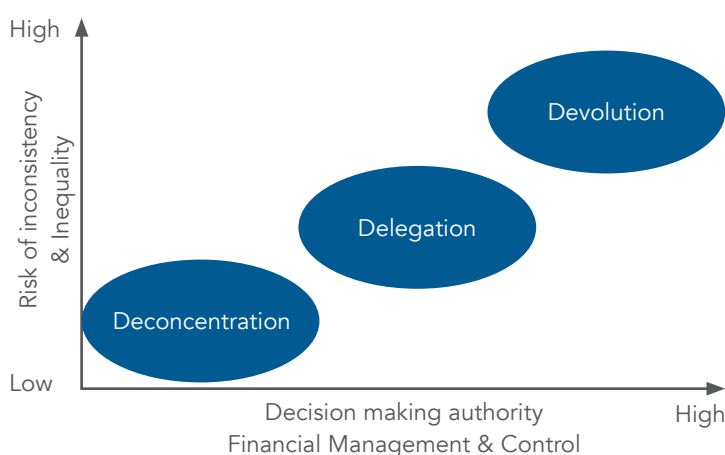 High
Risk of inconsistency
& Inequality
Devolution
Delegation
Deconcentration
Low
Decision making authority
High
Financial Management & Control